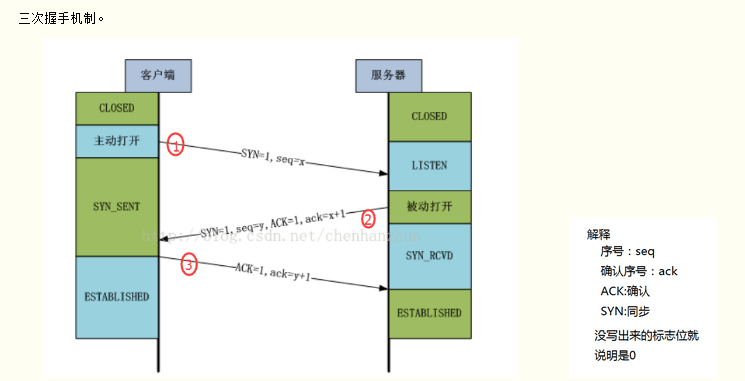 三次握手机制。
客户端
服务器
CLOSED
CLOSED
主动打开
①
SYN=1,seq=x
LISTEN
SYN_SENT
被动打开
②
SYN=1,seq=y,ACK=1,ack=x+1
http://blog.csdn.net/chenhanzhun
SYN_RCVD
③
ACK=1,ack=y+1
ESTABLISHED
ESTABLISHED
解释
序号：seq
确认序号：ack
ACK:确认
SYN:同步
没写出来的标志位就
说明是0